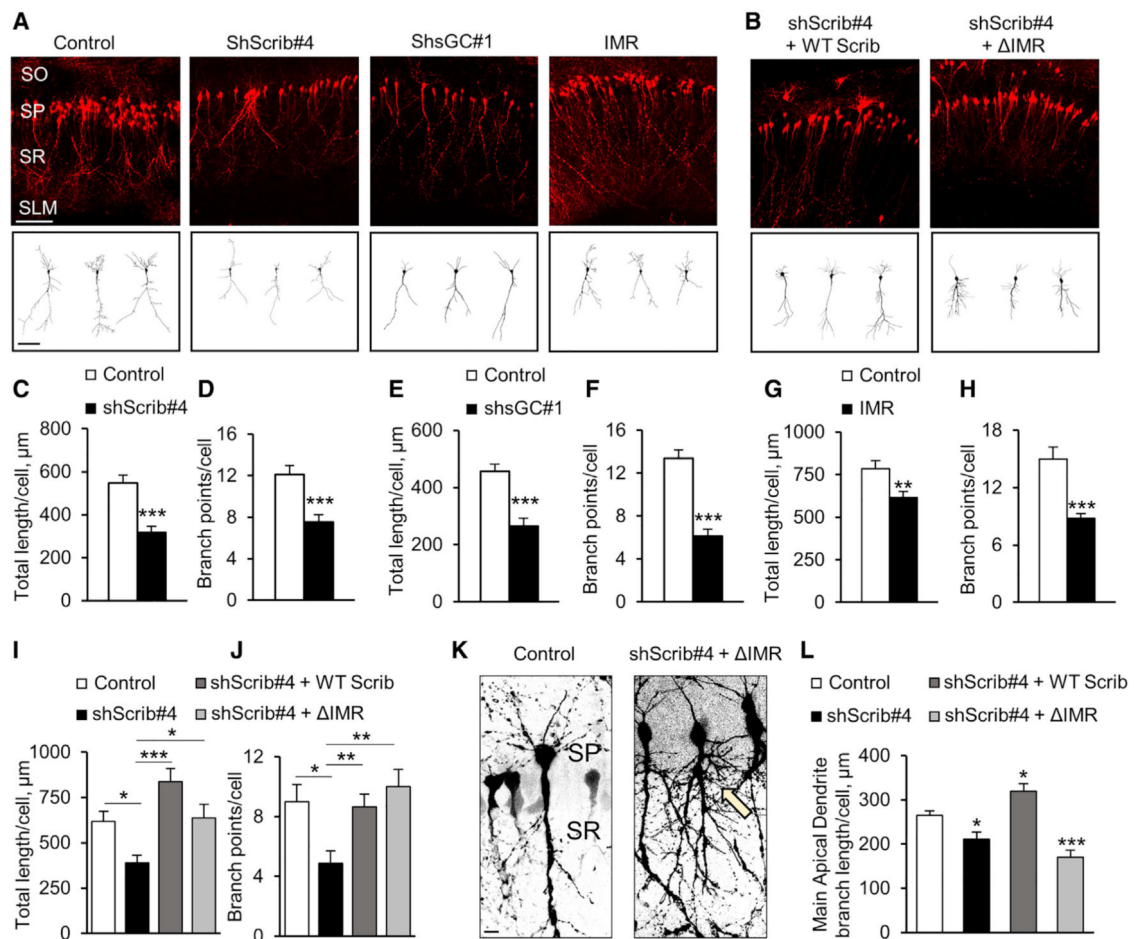 A
Control
ShScrib#4
ShsGC#1
IMR
B
shScrib#4
+ WT Scrib
shScrib#4
+ ΔIMR
SO
SP
SR
SLM
C
Control
shScrib#4
Total length/cell, µm
800
600
400
200
0
***
D
Branch points/cell
16
12
8
4
0
***
E
Control
shsGC#1
Total length/cell, µm
600
400
200
0
***
F
Branch points/cell
16
12
8
4
0
***
G
Control
IMR
Total length/cell, µm
1000
750
500
250
0
**
H
Branch points/cell
18
12
6
0
***
I
J
Control
shScrib#4 + WT Scrib
shScrib#4
shScrib#4 + ΔIMR
Total length/cell, µm
1000
750
500
250
0
*
***
*
Branch points/cell
12
8
4
0
**
*
**
K
Control
shScrib#4 + ΔIMR
SP
SR
L
Control
shScrib#4 + WT Scrib
shScrib#4
shScrib#4 + ΔIMR
Main Apical Dendrite
branch length/cell, µm
400
300
200
100
0
*
*
***